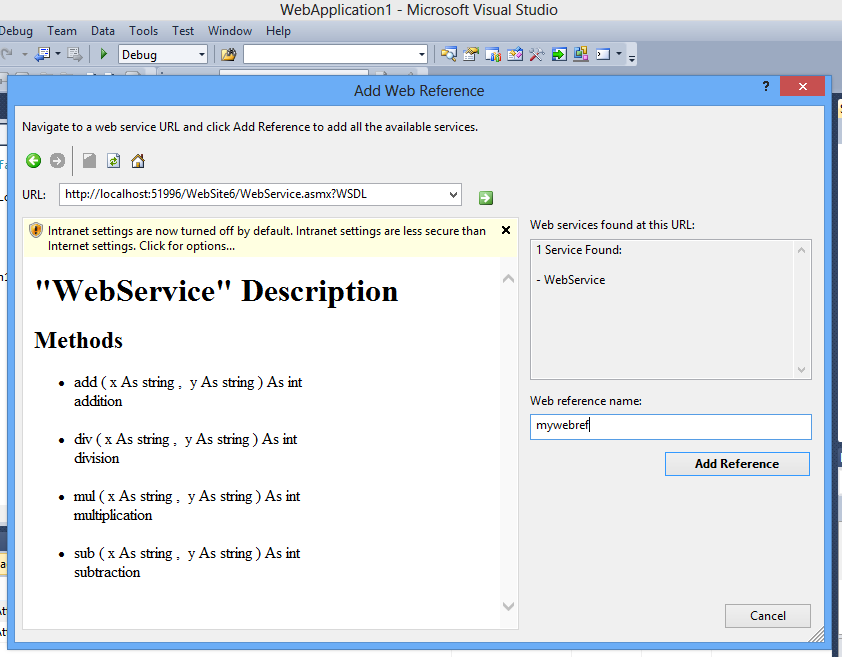 WebApplication1 - Microsoft Visual Studio
Debug Team Data Tools Test Window Help
Debug
Add Web Reference
?
Navigate to a web service URL and click Add Reference to add all the available services.
URL: http://localhost:51996/WebSite6/WebService.asmx?WSDL
Intranet settings are now turned off by default. Intranet settings are less secure than
Internet settings. Click for options...
"WebService" Description
Methods
• add ( x As string , y As string ) As int
addition
• div ( x As string , y As string ) As int
division
• mul ( x As string , y As string ) As int
multiplication
• sub ( x As string , y As string ) As int
subtraction
Web services found at this URL:
1 Service Found:
- WebService
Web reference name:
mywebref
Add Reference
Cancel